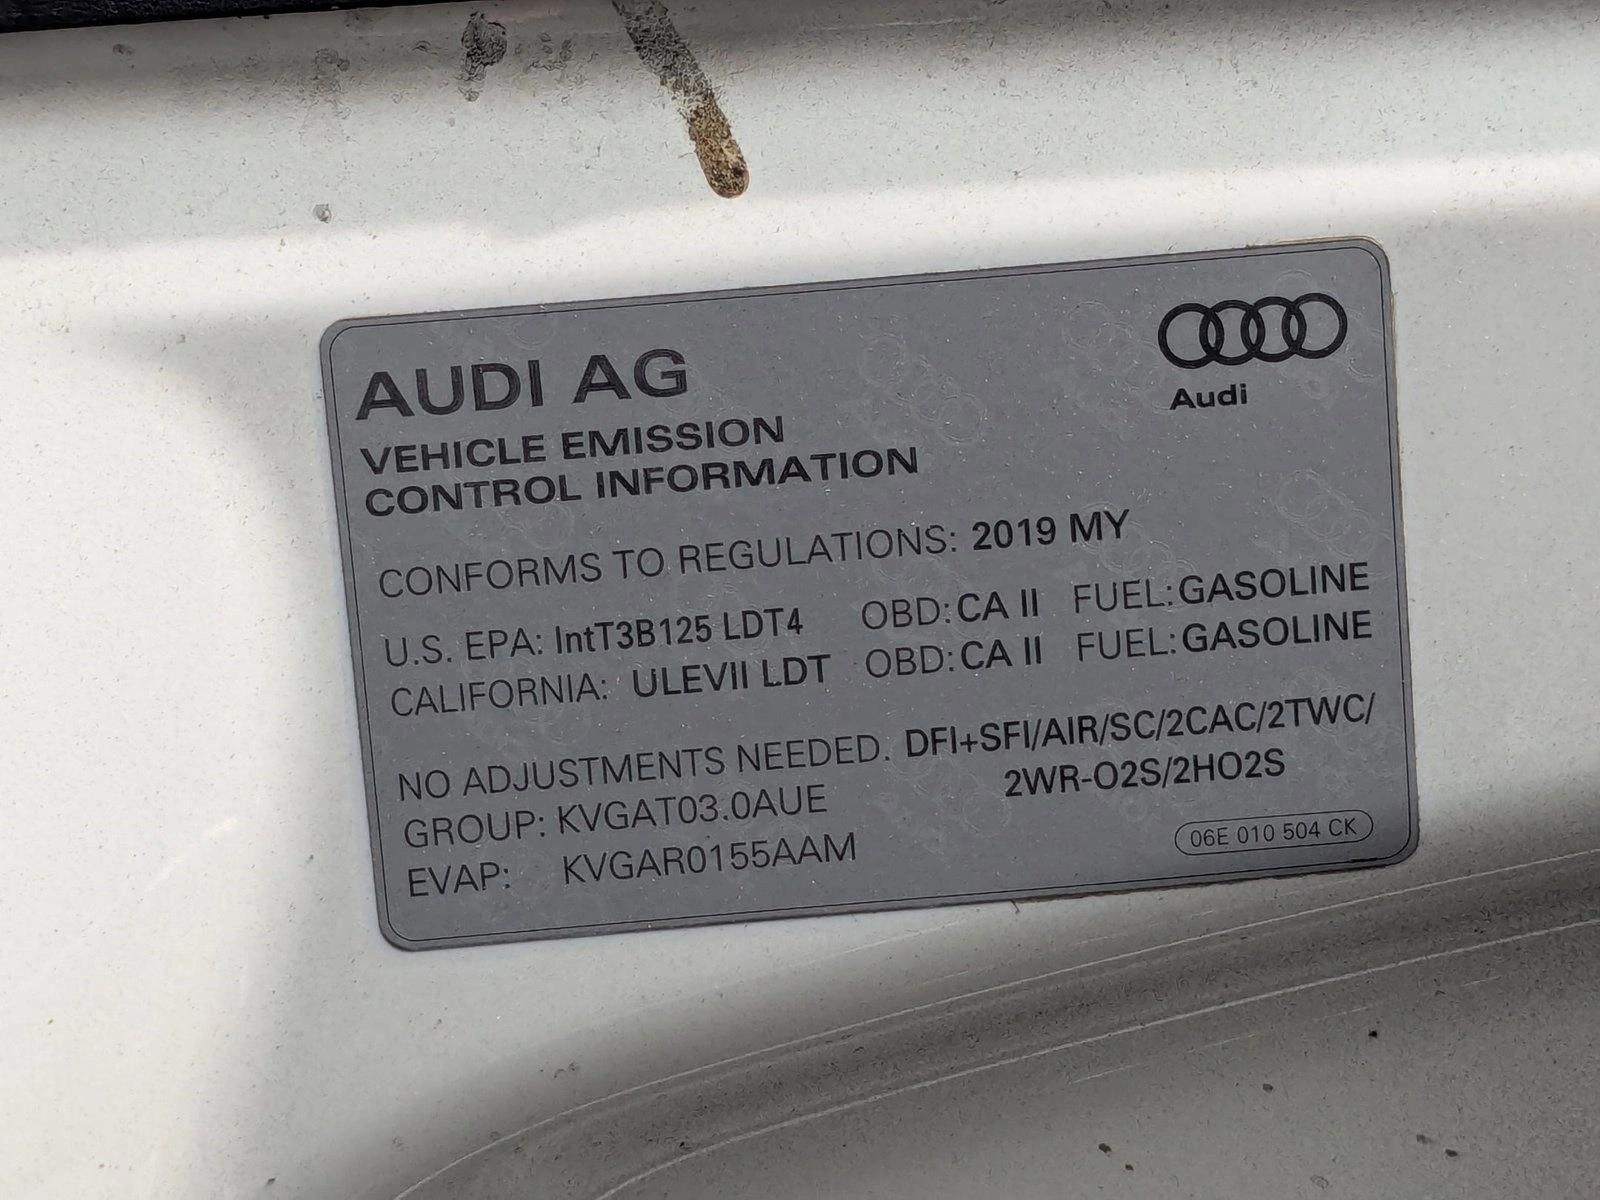 AUDI AG
Audi
VEHICLE EMISSION
CONTROL INFORMATION
CONFORMS TO REGULATIONS: 2019 MY
U.S. EPA: IntT3B125 LDT4 OBD: CA II FUEL: GASOLINE
CALIFORNIA: ULEVII LDT OBD: CA II FUEL: GASOLINE
NO ADJUSTMENTS NEEDED. DFI+SFI/AIR/SC/2CAC/2TWC/
2WR-O2S/2HO2S
GROUP: KVGAT03.0AUE
EVAP: KVGAR0155AAM
06E 010 504 CK